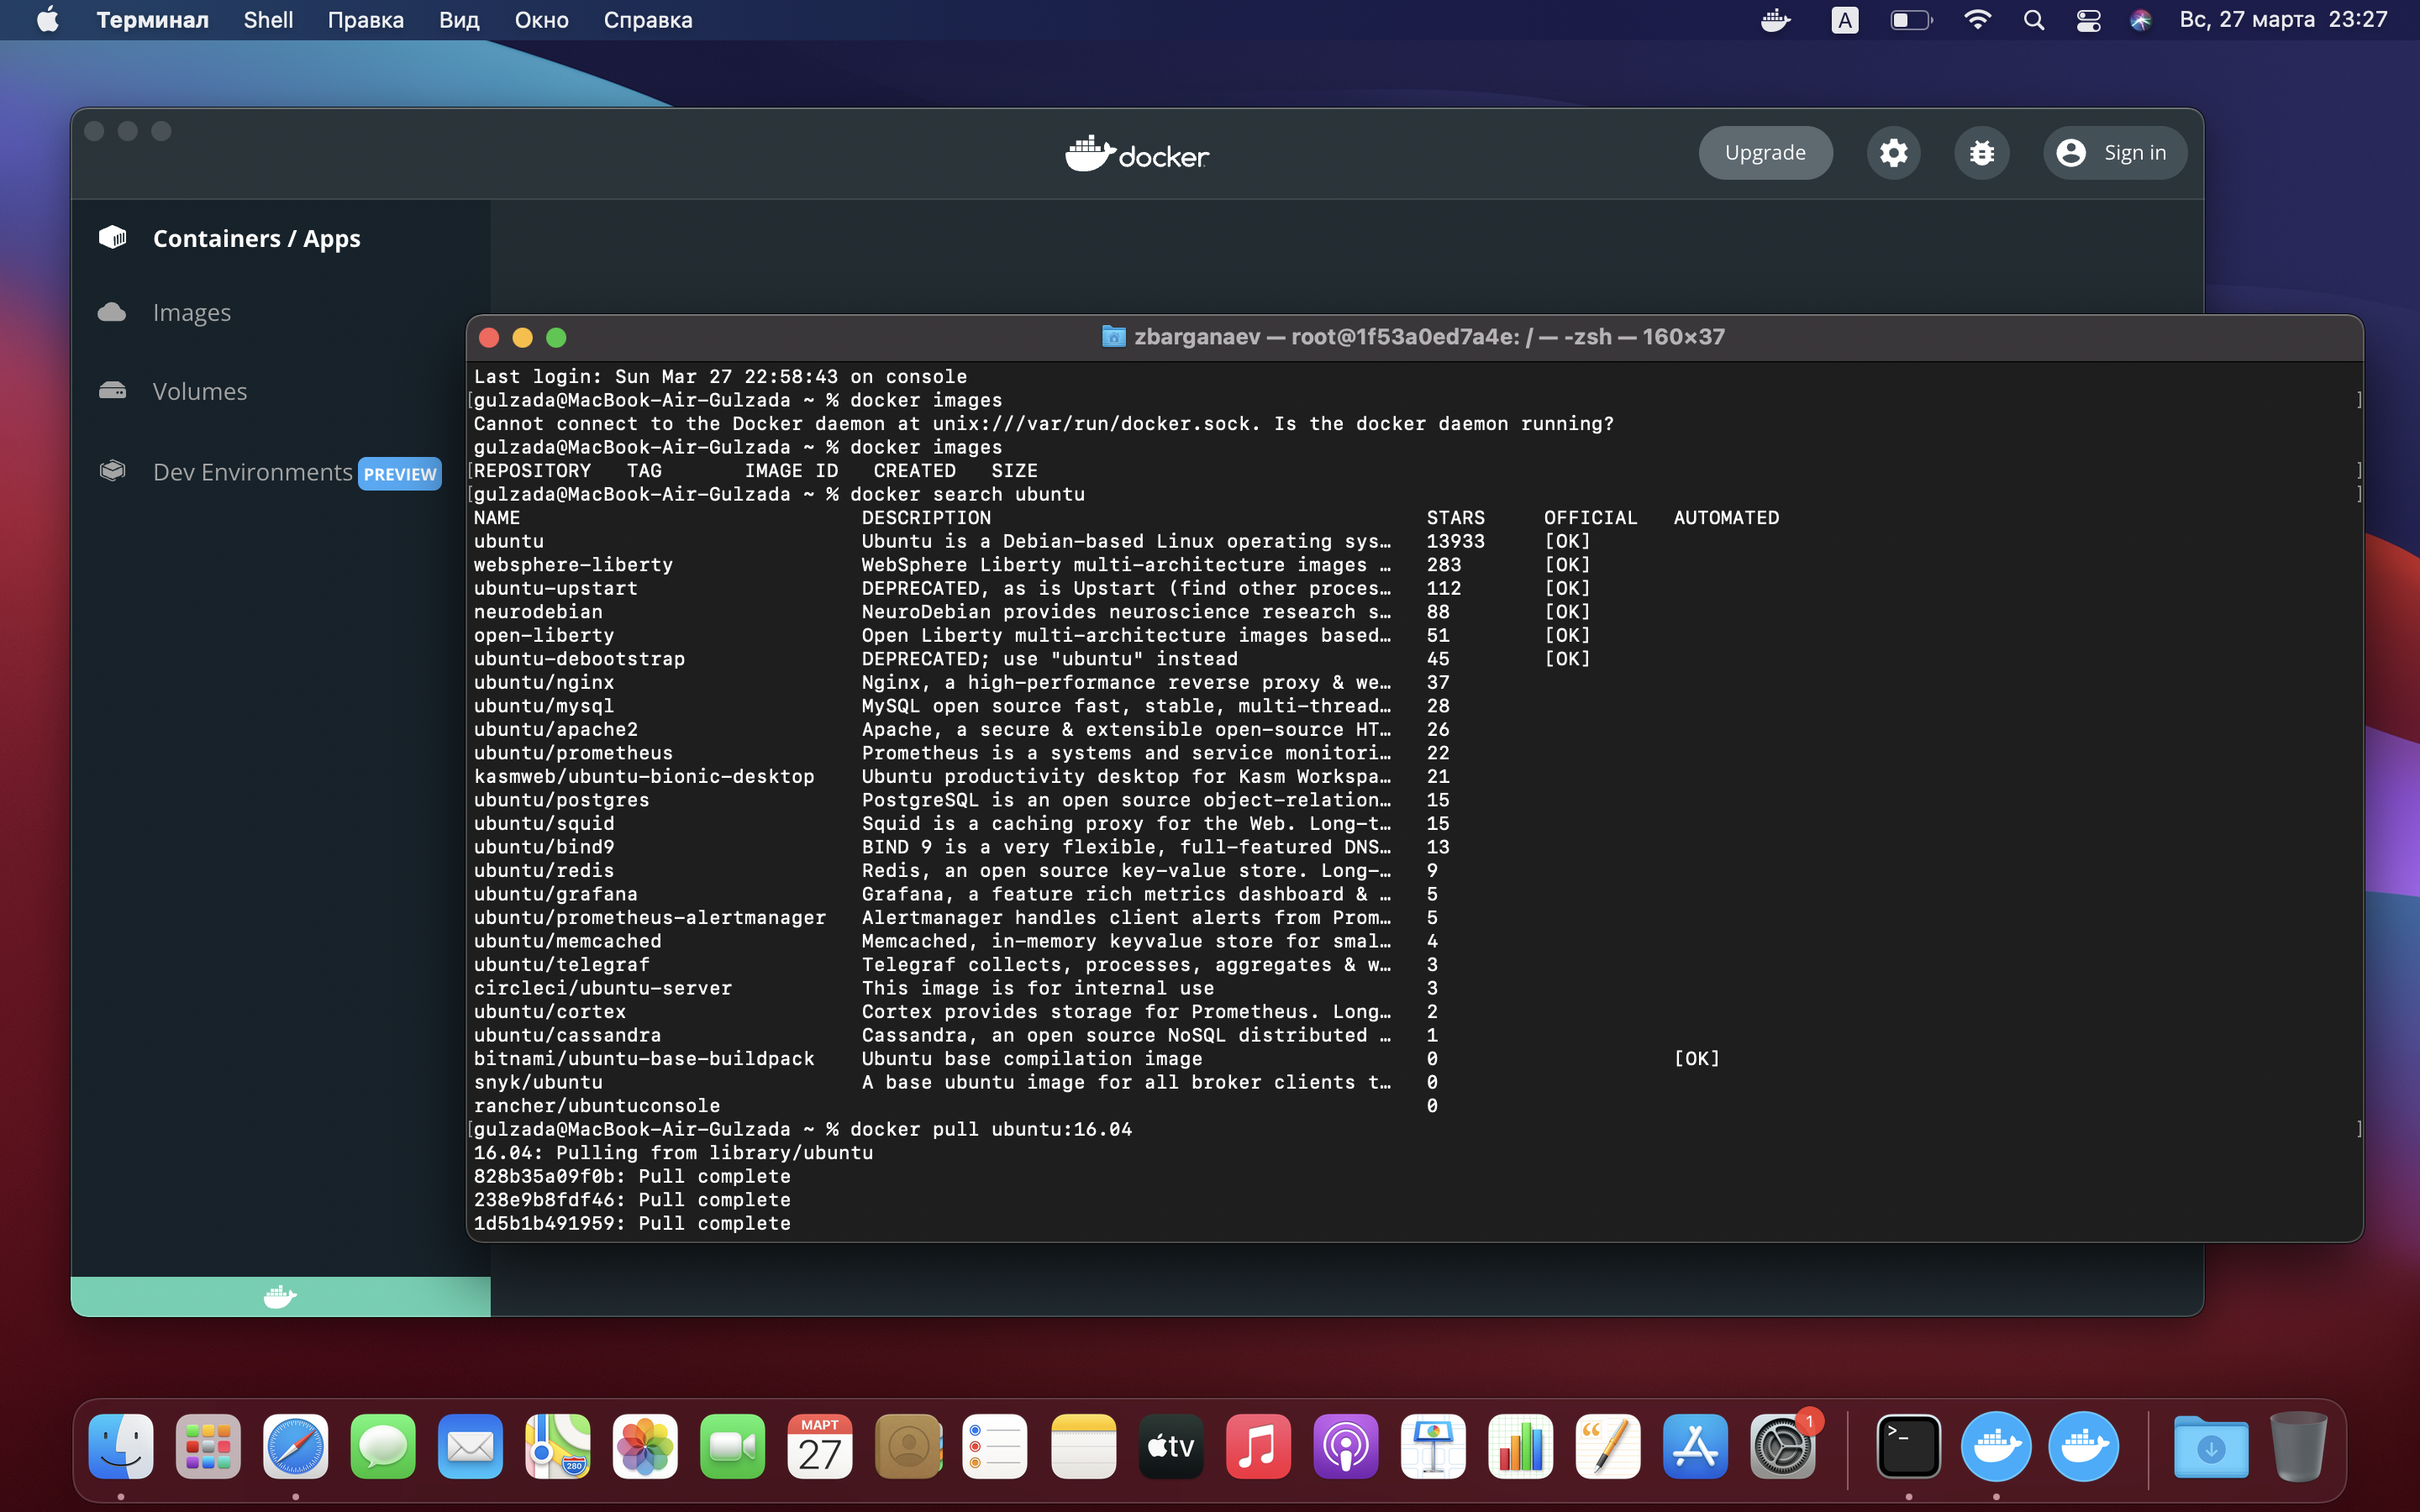 Терминал Shell Правка Вид Окно Справка A Вс, 27 марта 23:27
docker Upgrade Sign in
Containers / Apps
Images
Volumes
Dev Environments PREVIEW
zbarganaev — root@1f53a0ed7a4e: / — -zsh — 160×37
Last login: Sun Mar 27 22:58:43 on console
[gulzada@MacBook-Air-Gulzada ~ % docker images ]
Cannot connect to the Docker daemon at unix:///var/run/docker.sock. Is the docker daemon running?
gulzada@MacBook-Air-Gulzada ~ % docker images
[REPOSITORY TAG IMAGE ID CREATED SIZE ]
[gulzada@MacBook-Air-Gulzada ~ % docker search ubuntu ]
NAME DESCRIPTION STARS OFFICIAL AUTOMATED
ubuntu Ubuntu is a Debian-based Linux operating sys… 13933 [OK]
websphere-liberty WebSphere Liberty multi-architecture images … 283 [OK]
ubuntu-upstart DEPRECATED, as is Upstart (find other proces… 112 [OK]
neurodebian NeuroDebian provides neuroscience research s… 88 [OK]
open-liberty Open Liberty multi-architecture images based… 51 [OK]
ubuntu-debootstrap DEPRECATED; use "ubuntu" instead 45 [OK]
ubuntu/nginx Nginx, a high-performance reverse proxy & we… 37
ubuntu/mysql MySQL open source fast, stable, multi-thread… 28
ubuntu/apache2 Apache, a secure & extensible open-source HT… 26
ubuntu/prometheus Prometheus is a systems and service monitori… 22
kasmweb/ubuntu-bionic-desktop Ubuntu productivity desktop for Kasm Workspa… 21
ubuntu/postgres PostgreSQL is an open source object-relation… 15
ubuntu/squid Squid is a caching proxy for the Web. Long-t… 15
ubuntu/bind9 BIND 9 is a very flexible, full-featured DNS… 13
ubuntu/redis Redis, an open source key-value store. Long-… 9
ubuntu/grafana Grafana, a feature rich metrics dashboard & … 5
ubuntu/prometheus-alertmanager Alertmanager handles client alerts from Prom… 5
ubuntu/memcached Memcached, in-memory keyvalue store for smal… 4
ubuntu/telegraf Telegraf collects, processes, aggregates & w… 3
circleci/ubuntu-server This image is for internal use 3
ubuntu/cortex Cortex provides storage for Prometheus. Long… 2
ubuntu/cassandra Cassandra, an open source NoSQL distributed … 1
bitnami/ubuntu-base-buildpack Ubuntu base compilation image 0 [OK]
snyk/ubuntu A base ubuntu image for all broker clients t… 0
rancher/ubuntuconsole 0
[gulzada@MacBook-Air-Gulzada ~ % docker pull ubuntu:16.04 ]
16.04: Pulling from library/ubuntu
828b35a09f0b: Pull complete
238e9b8fdf46: Pull complete
1d5b1b491959: Pull complete
280 МАРТ 27 tv 1 >_